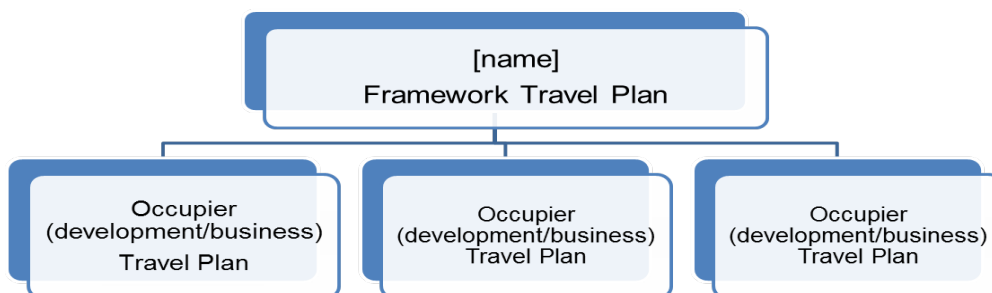 [name]
Framework Travel Plan
Occupier
(development/business)
Travel Plan
Occupier
(development/business)
Travel Plan
Occupier
(development/business)
Travel Plan